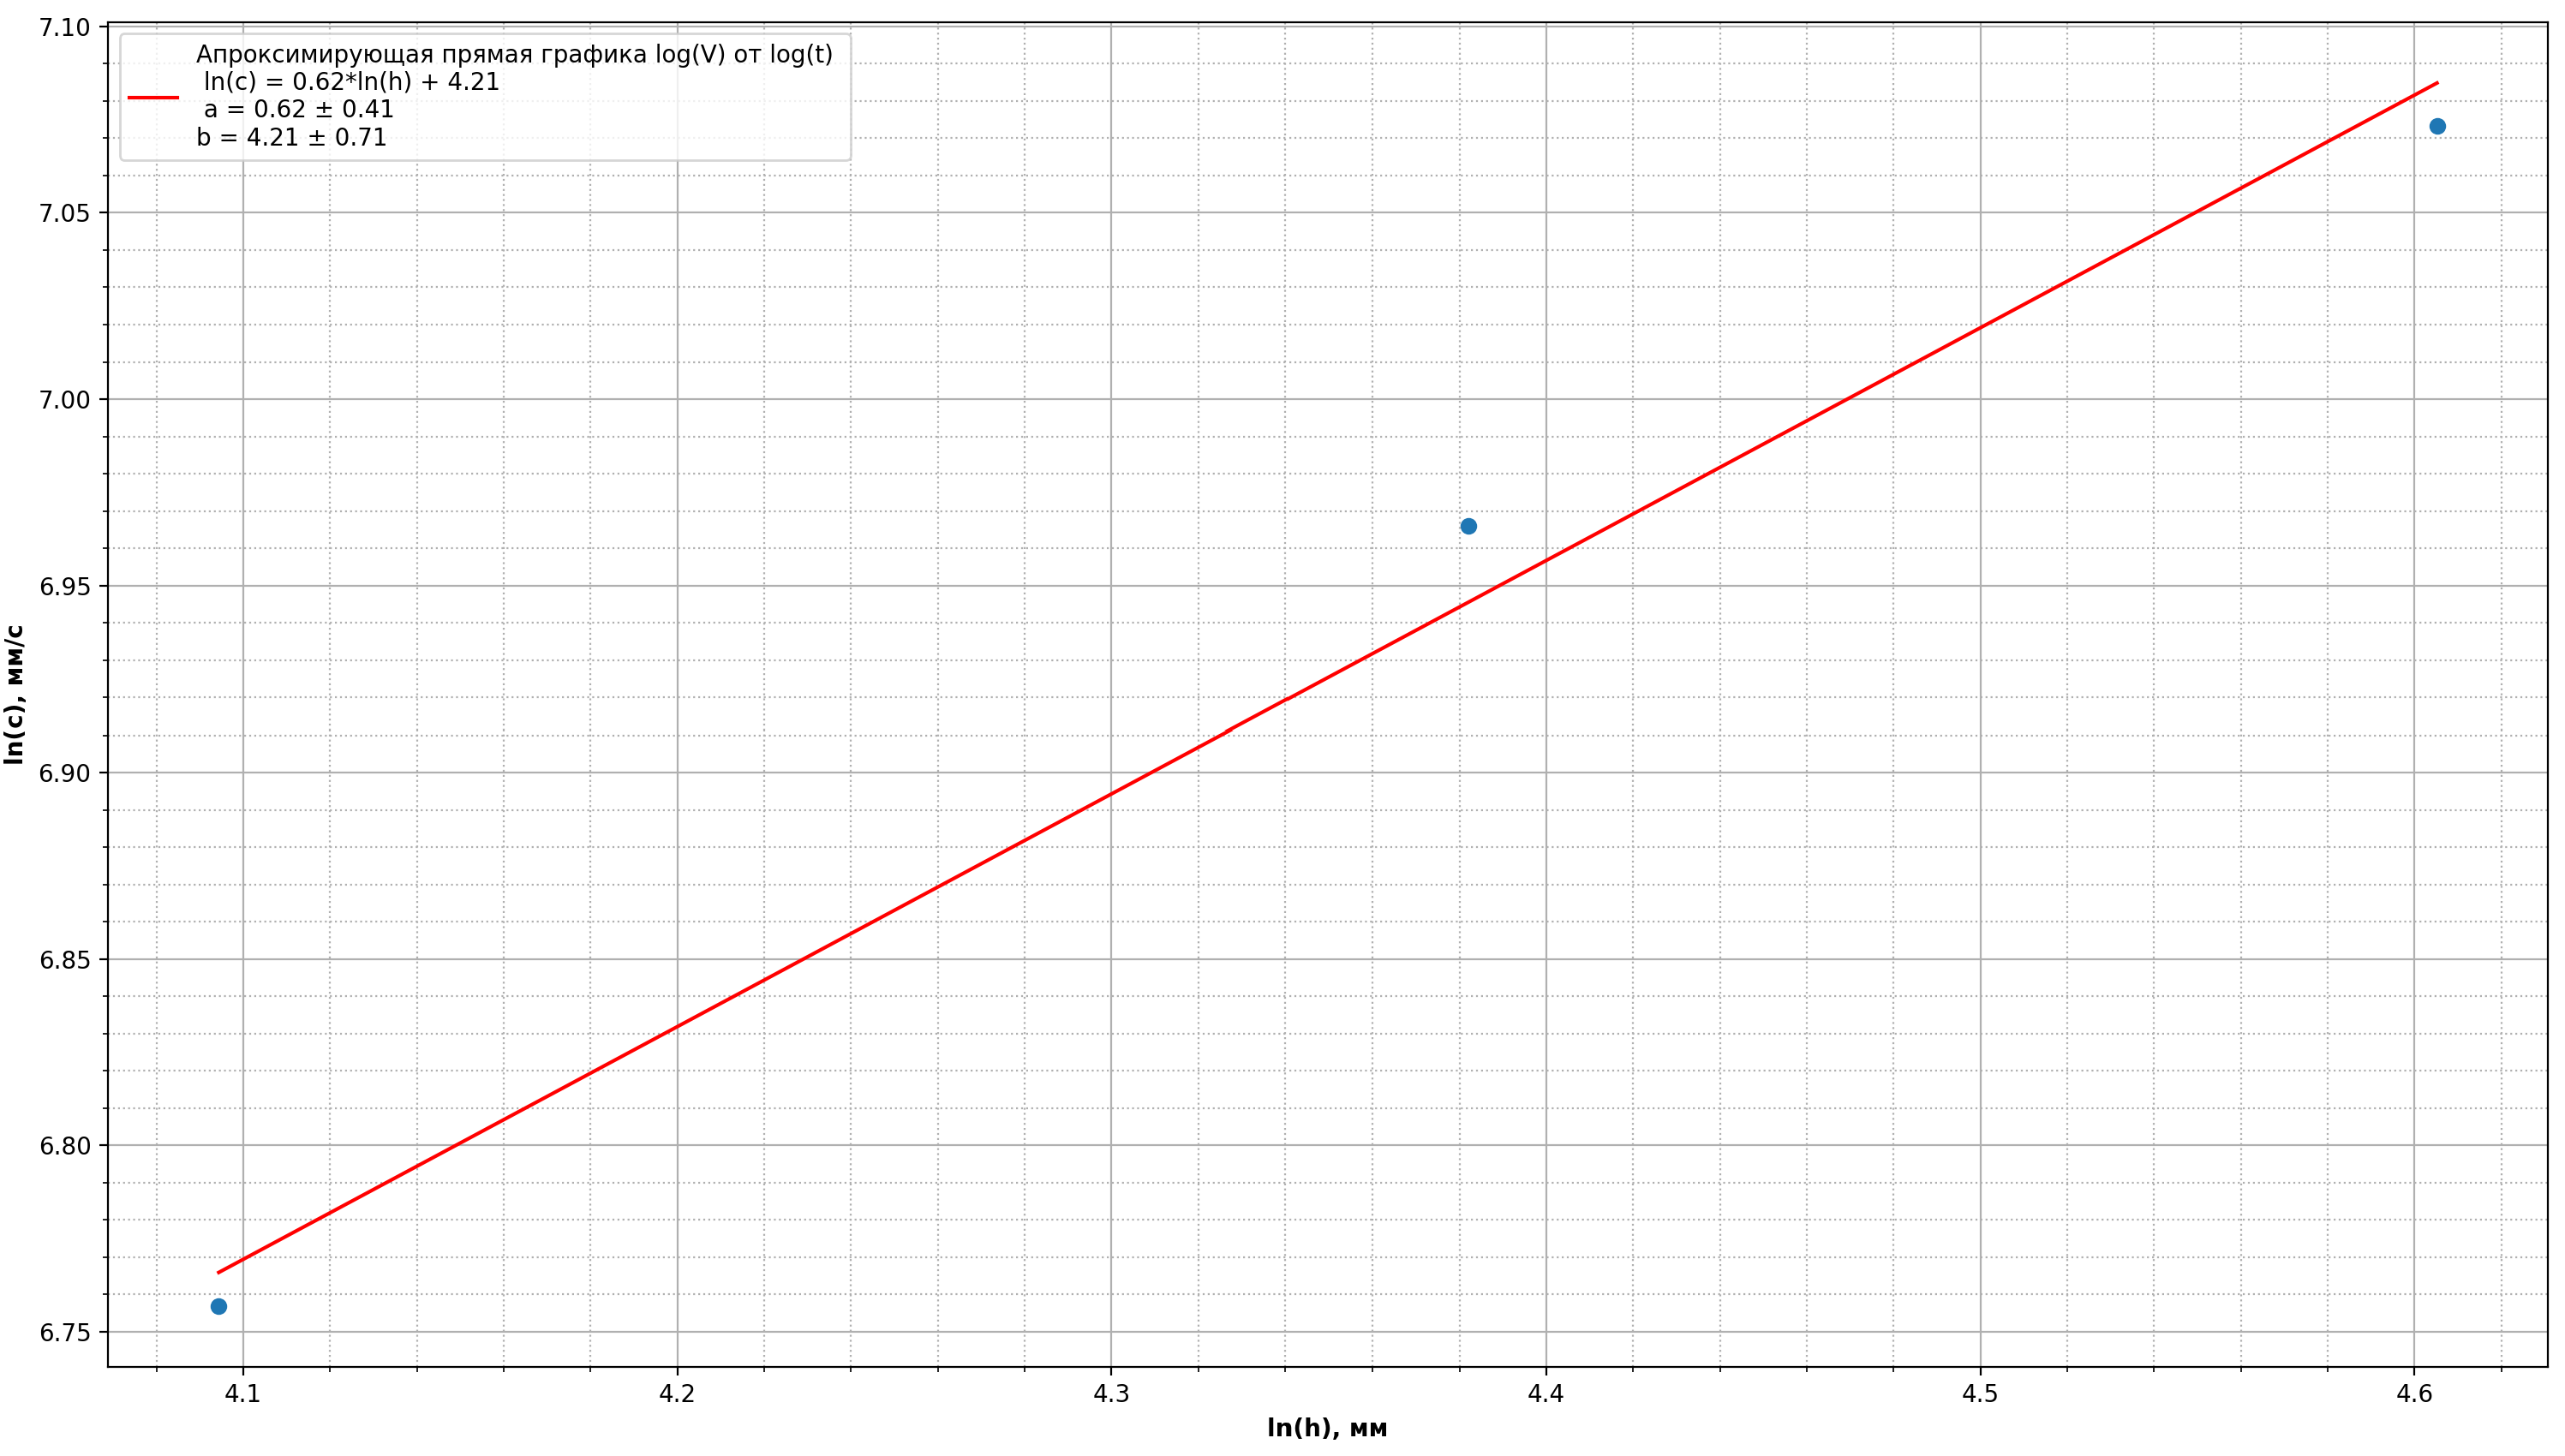 7.10
7.05
7.00
6.95
6.90
6.85
6.80
6.75
Апроксимирующая прямая графика log(V) от log(t)
ln(c) = 0.62*ln(h) + 4.21
a = 0.62 ± 0.41
b = 4.21 ± 0.71
ln(c), мм/с
4.1 4.2 4.3 4.4 4.5 4.6
ln(h), мм